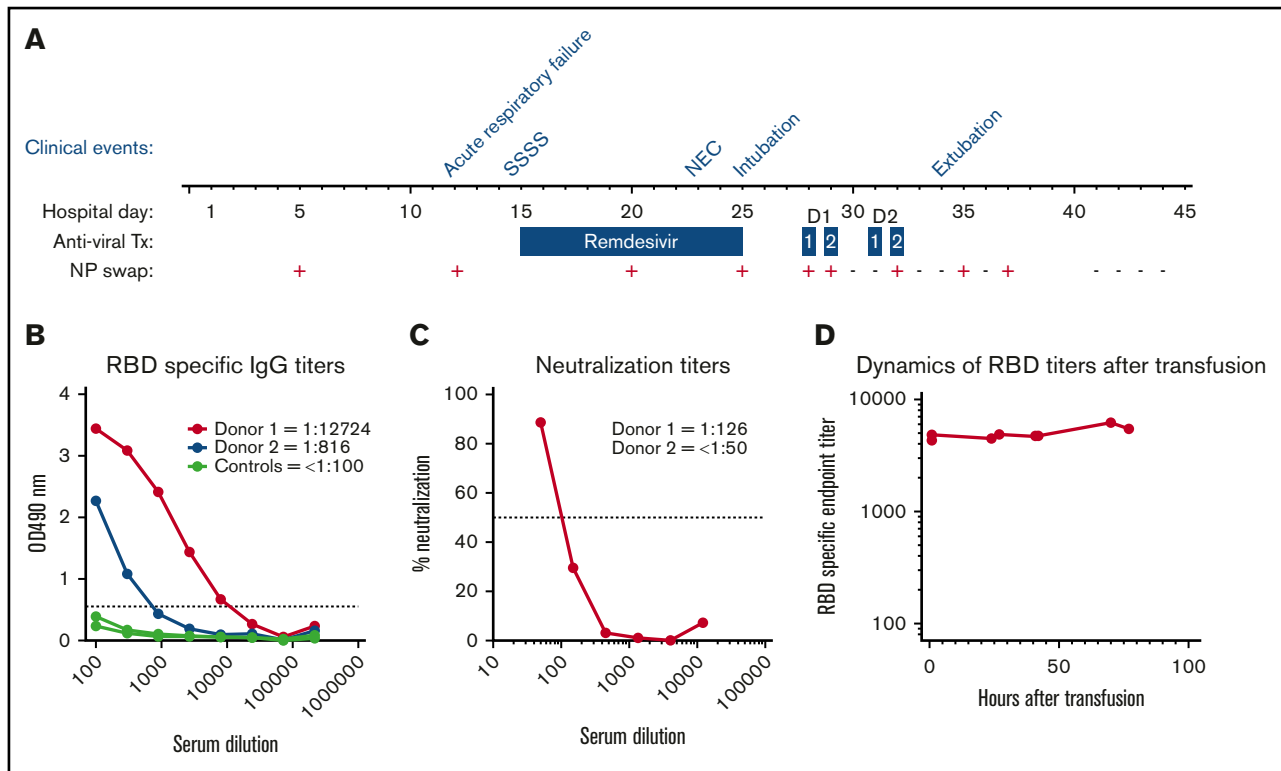 A
Clinical events:
Acute respiratory failure
SSSS
NEC
Intubation
Extubation
Hospital day:
1 5 10 15 20 25 30 35 40 45
D1 D2
Anti-viral Tx: Remdesivir 1 2 1 2
NP swap: + + + + + + - - + - - + - + - - - -
B
RBD specific IgG titers
4
3
2
1
0
OD490 nm
Donor 1 = 1:12724
Donor 2 = 1:816
Controls = <1:100
100 1000 10000 100000 1000000
Serum dilution
C
Neutralization titers
100
80
60
40
20
0
% neutralization
Donor 1 = 1:126
Donor 2 = <1:50
10 100 1000 10000 100000
Serum dilution
D
Dynamics of RBD titers after transfusion
10000
1000
100
RBD specific endpoint titer
0 50 100
Hours after transfusion